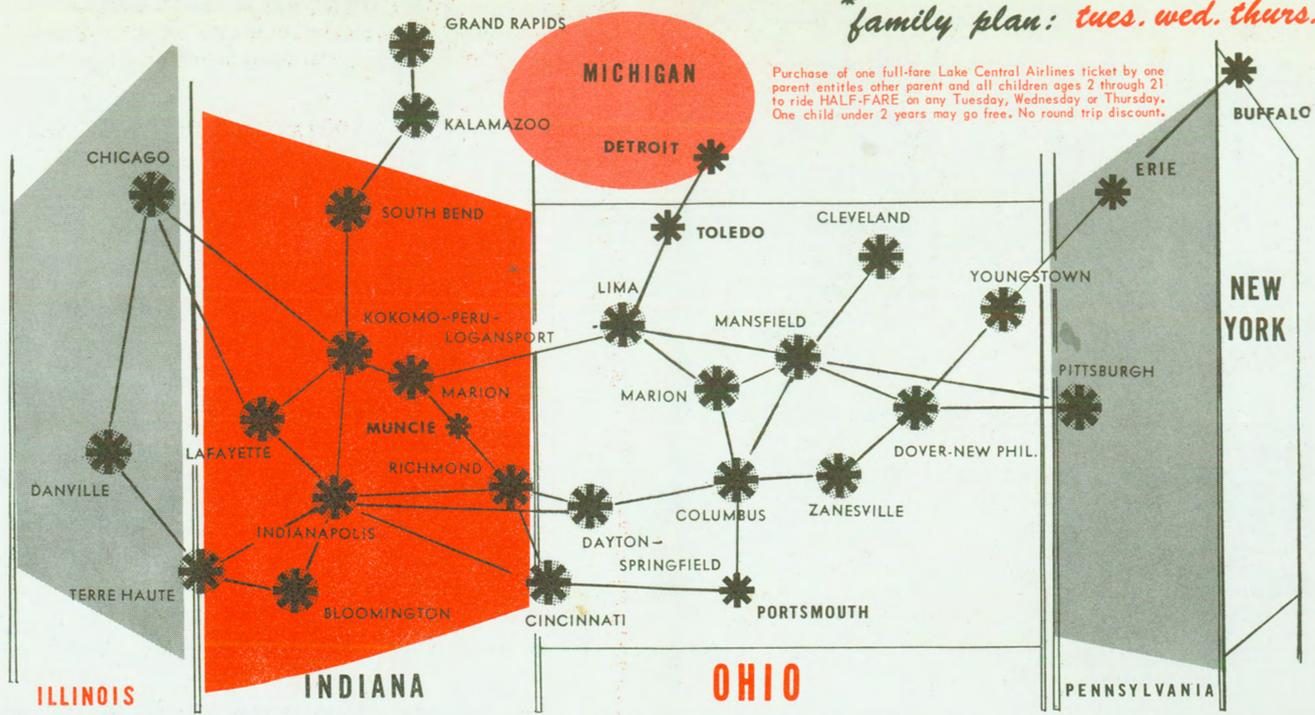 *family plan: tues. wed. thurs.
GRAND RAPIDS
MICHIGAN
Purchase of one full-fare Lake Central Airlines ticket by one
parent entitles other parent and all children ages 2 through 21
to ride HALF-FARE on any Tuesday, Wednesday or Thursday.
One child under 2 years may go free. No round trip discount.
BUFFALO
KALAMAZOO
DETROIT
CHICAGO
ERIE
SOUTH BEND
TOLEDO
CLEVELAND
YOUNGSTOWN
LIMA
NEW
YORK
KOKOMO-PERU-
LOGANSPORT
MANSFIELD
PITTSBURGH
MARION
MARION
MUNCIE
LAFAYETTE
DOVER-NEW PHIL.
RICHMOND
DANVILLE
COLUMBUS
ZANESVILLE
INDIANAPOLIS
DAYTON-
SPRINGFIELD
TERRE HAUTE
BLOOMINGTON
CINCINNATI
PORTSMOUTH
ILLINOIS
INDIANA
OHIO
PENNSYLVANIA